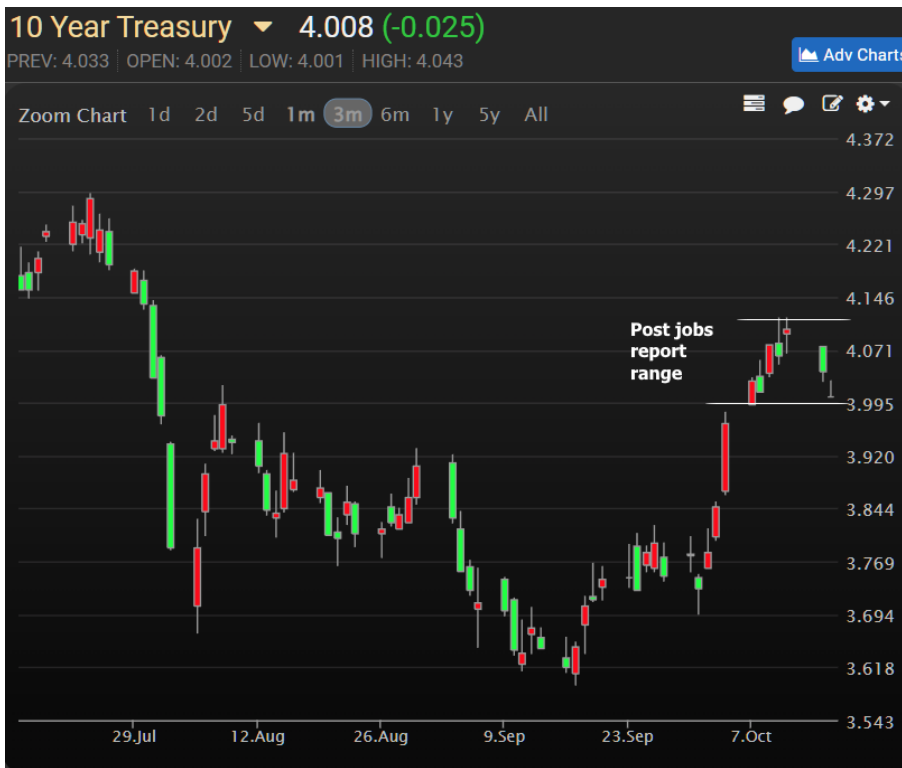 10 Year Treasury 4.008 (-0.025)
PREV: 4.033 OPEN: 4.002 LOW: 4.001 HIGH: 4.043
Adv Charts
Zoom Chart 1d 2d 5d 1m 3m 6m 1y 5y All
4.372
4.297
4.221
4.146
Post jobs
report
range
4.071
3.995
3.920
3.844
3.769
3.694
3.618
3.543
29.Jul 12.Aug 26.Aug 9.Sep 23.Sep 7.Oct